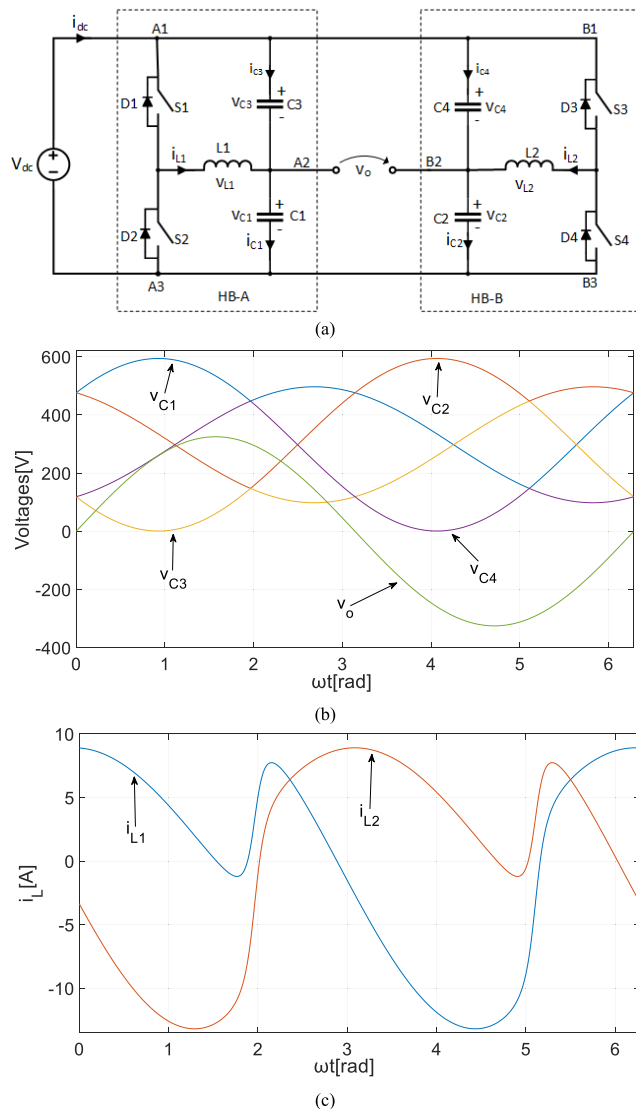 i_dc A1 B1
i_C3 i_C4
D1 S1 v_C3 C3 C4 v_C4 D3 S3
V_dc i_L1 L1 A2 v_o B2 L2 i_L2
v_L1 v_L2
D2 S2 v_C1 C1 C2 v_C2 D4 S4
i_C1 i_C2
A3 B3
HB-A HB-B
(a)
600
400
200
0
-200
-400
Voltages[V]
v_C1
v_C2
v_C3
v_o
v_C4
0 1 2 3 4 5 6
ωt[rad]
(b)
10
5
0
-5
-10
i_L[A]
i_L1
i_L2
0 1 2 3 4 5 6
ωt[rad]
(c)